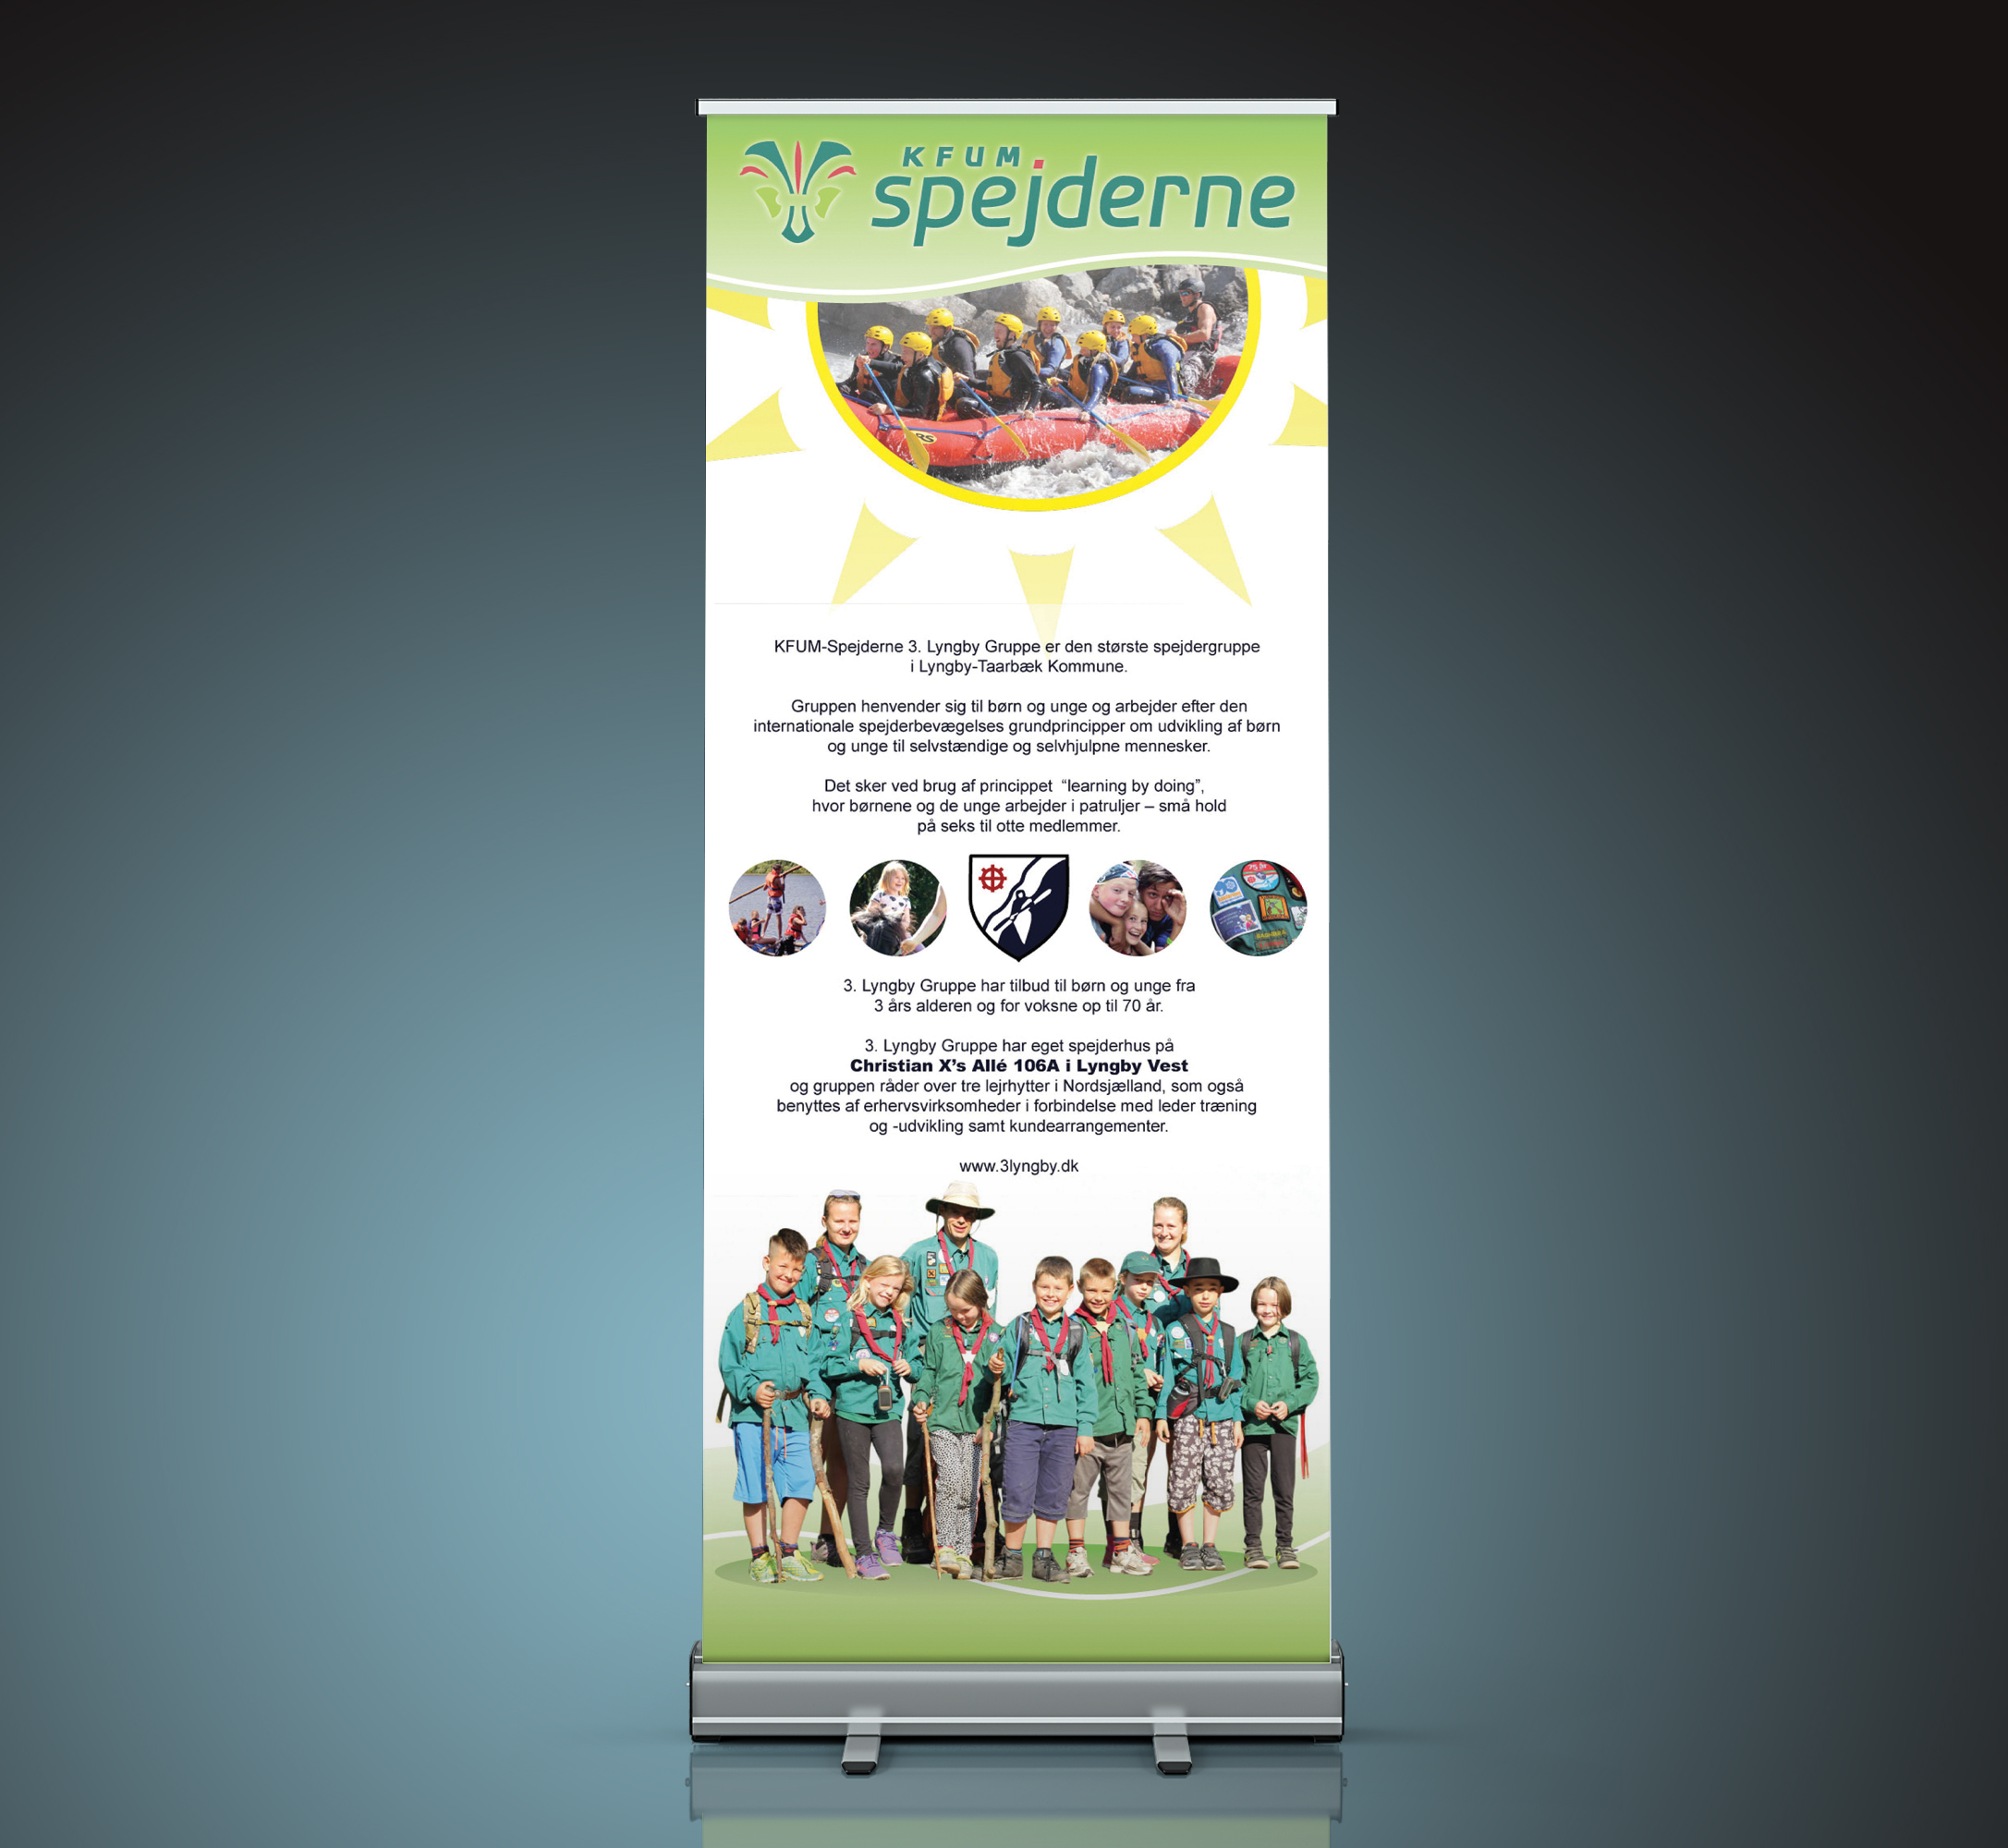 KFUM
spejderne
RS
KFUM-Spejderne 3. Lyngby Gruppe er den største spejdergruppe
i Lyngby-Taarbæk Kommune.
Gruppen henvender sig til børn og unge og arbejder efter den
internationale spejderbevægelses grundprincipper om udvikling af børn
og unge til selvstændige og selvhjulpne mennesker.
Det sker ved brug af princippet “learning by doing”,
hvor børnene og de unge arbejder i patruljer – små hold
på seks til otte medlemmer.
3. Lyngby Gruppe har tilbud til børn og unge fra
3 års alderen og for voksne op til 70 år.
3. Lyngby Gruppe har eget spejderhus på
Christian X’s Allé 106A i Lyngby Vest
og gruppen råder over tre lejrhytter i Nordsjælland, som også
benyttes af erhervsvirksomheder i forbindelse med leder træning
og -udvikling samt kundearrangementer.
www.3lyngby.dk